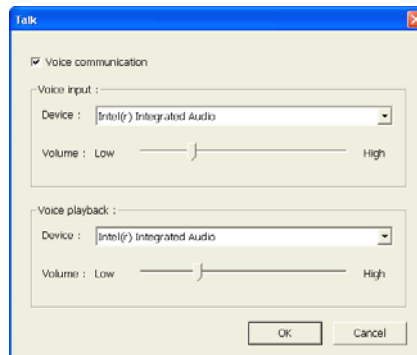 Talk
Voice communication
Voice input :
Device : Intel(r) Integrated Audio
Volume : Low High
Voice playback :
Device : Intel(r) Integrated Audio
Volume : Low High
OK Cancel